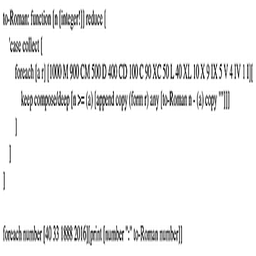 to-Roman: function [n [integer!]] reduce [
'case collect [
foreach [a r] [1000 M 900 CM 500 D 400 CD 100 C 90 XC 50 L 40 XL 10 X 9 IX 5 V 4 IV 1 I][
keep compose/deep [n >= (a) [append copy (form r) any [to-Roman n - (a) copy ""]]]
]
]
]
foreach number [40 33 1888 2016][print [number ":" to-Roman number]]